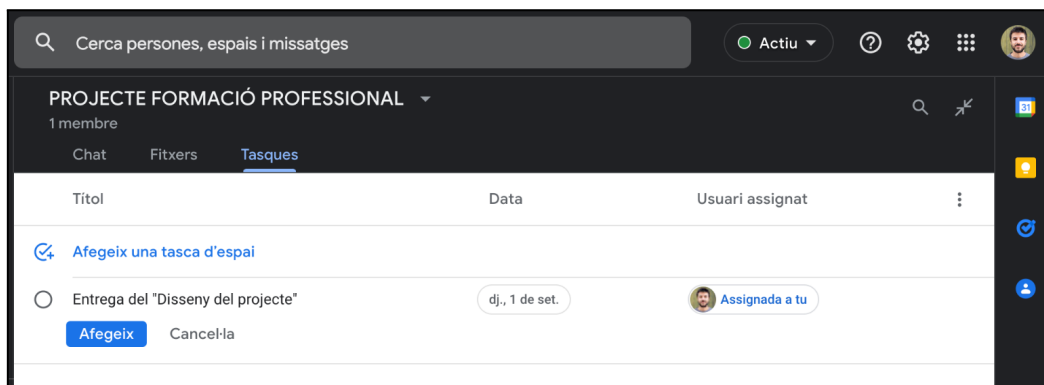 Cerca persones, espais i missatges
Actiu
PROJECTE FORMACIÓ PROFESSIONAL
1 membre
31
Chat Fitxers Tasques
Títol Data Usuari assignat
Afegeix una tasca d'espai
Entrega del "Disseny del projecte" dj., 1 de set. Assignada a tu
Afegeix Cancel·la